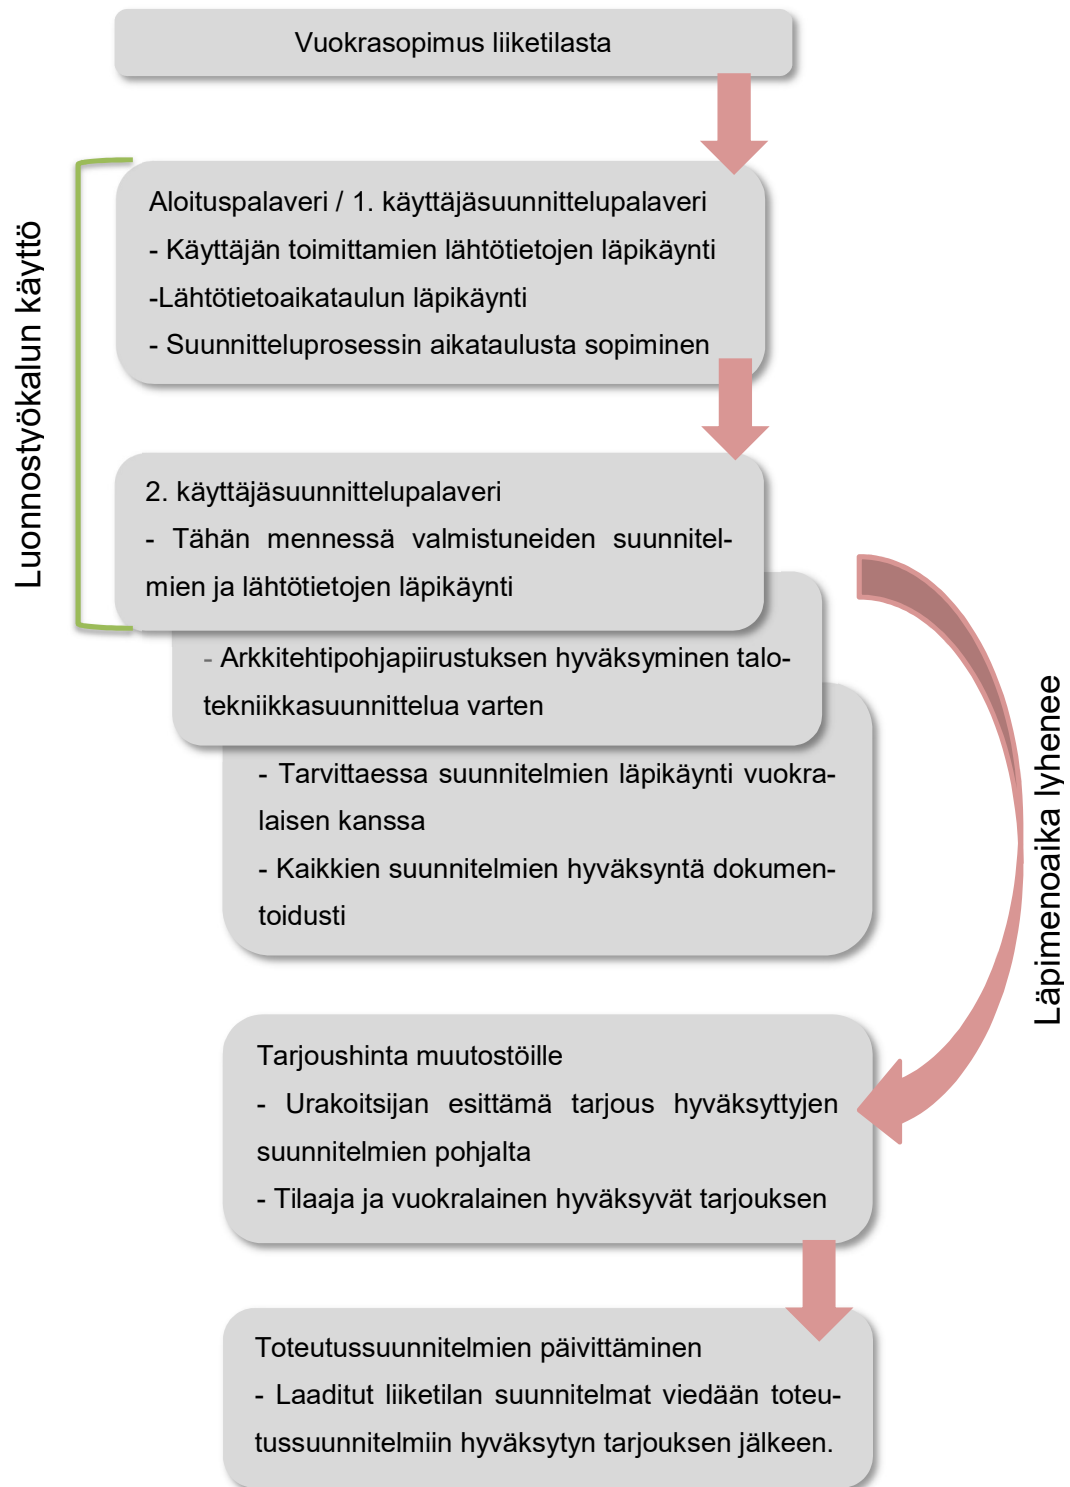 Vuokrasopimus liiketilasta
Luonnostyökalun käyttö
Aloituspalaveri / 1. käyttäjäsuunnittelupalaveri
- Käyttäjän toimittamien lähtötietojen läpikäynti
-Lähtötietoaikataulun läpikäynti
- Suunnitteluprosessin aikataulusta sopiminen
2. käyttäjäsuunnittelupalaveri
- Tähän mennessä valmistuneiden suunnitel-
mien ja lähtötietojen läpikäynti
- Arkkitehtipohjapiirustuksen hyväksyminen talo-
tekniikkasuunnittelua varten
- Tarvittaessa suunnitelmien läpikäynti vuokra-
laisen kanssa
- Kaikkien suunnitelmien hyväksyntä dokumen-
toidusti
Läpimenoaika lyhenee
Tarjoushinta muutostöille
- Urakoitsijan esittämä tarjous hyväksyttyjen
suunnitelmien pohjalta
- Tilaaja ja vuokralainen hyväksyvät tarjouksen
Toteutussuunnitelmien päivittäminen
- Laaditut liiketilan suunnitelmat viedään toteu-
tussuunnitelmiin hyväksytyn tarjouksen jälkeen.